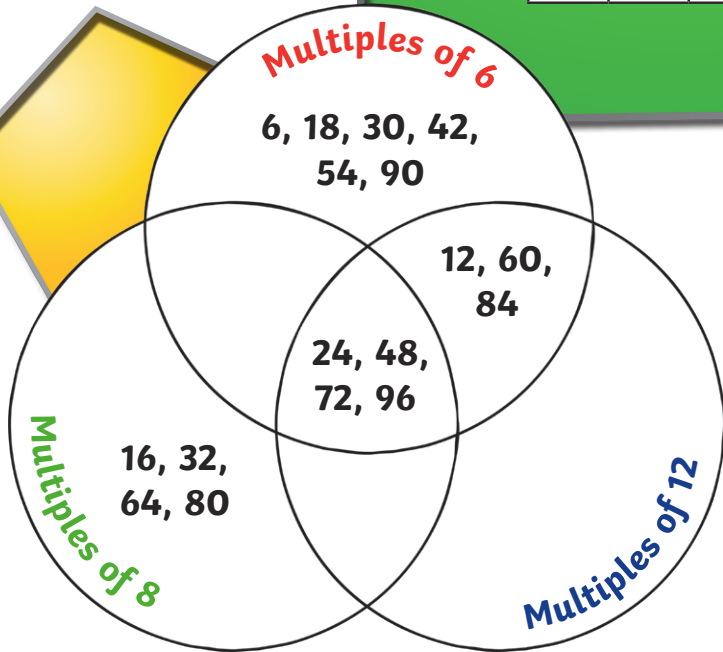 Multiples of 6
6, 18, 30, 42,
54, 90
12, 60,
84
24, 48,
72, 96
16, 32,
64, 80
Multiples of 8
Multiples of 12